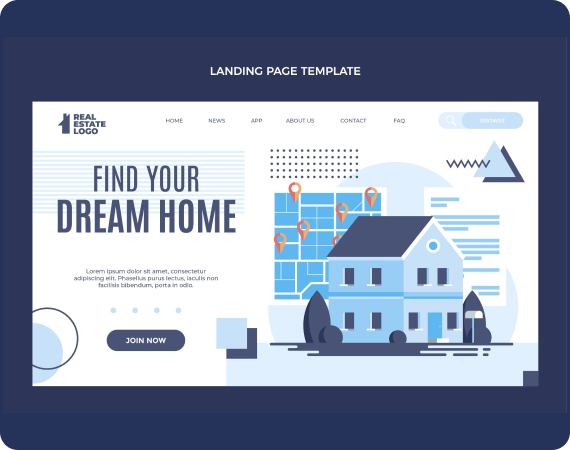 LANDING PAGE TEMPLATE
REAL
ESTATE
LOGO
HOME NEWS APP ABOUT US CONTACT FAQ BROWSE
FIND YOUR
DREAM HOME
Lorem ipsum dolor sit amet, consectetur
adipiscing elit. Phasellus purus lectus, iaculis non
facilisis bibendum, porta in odio.
JOIN NOW